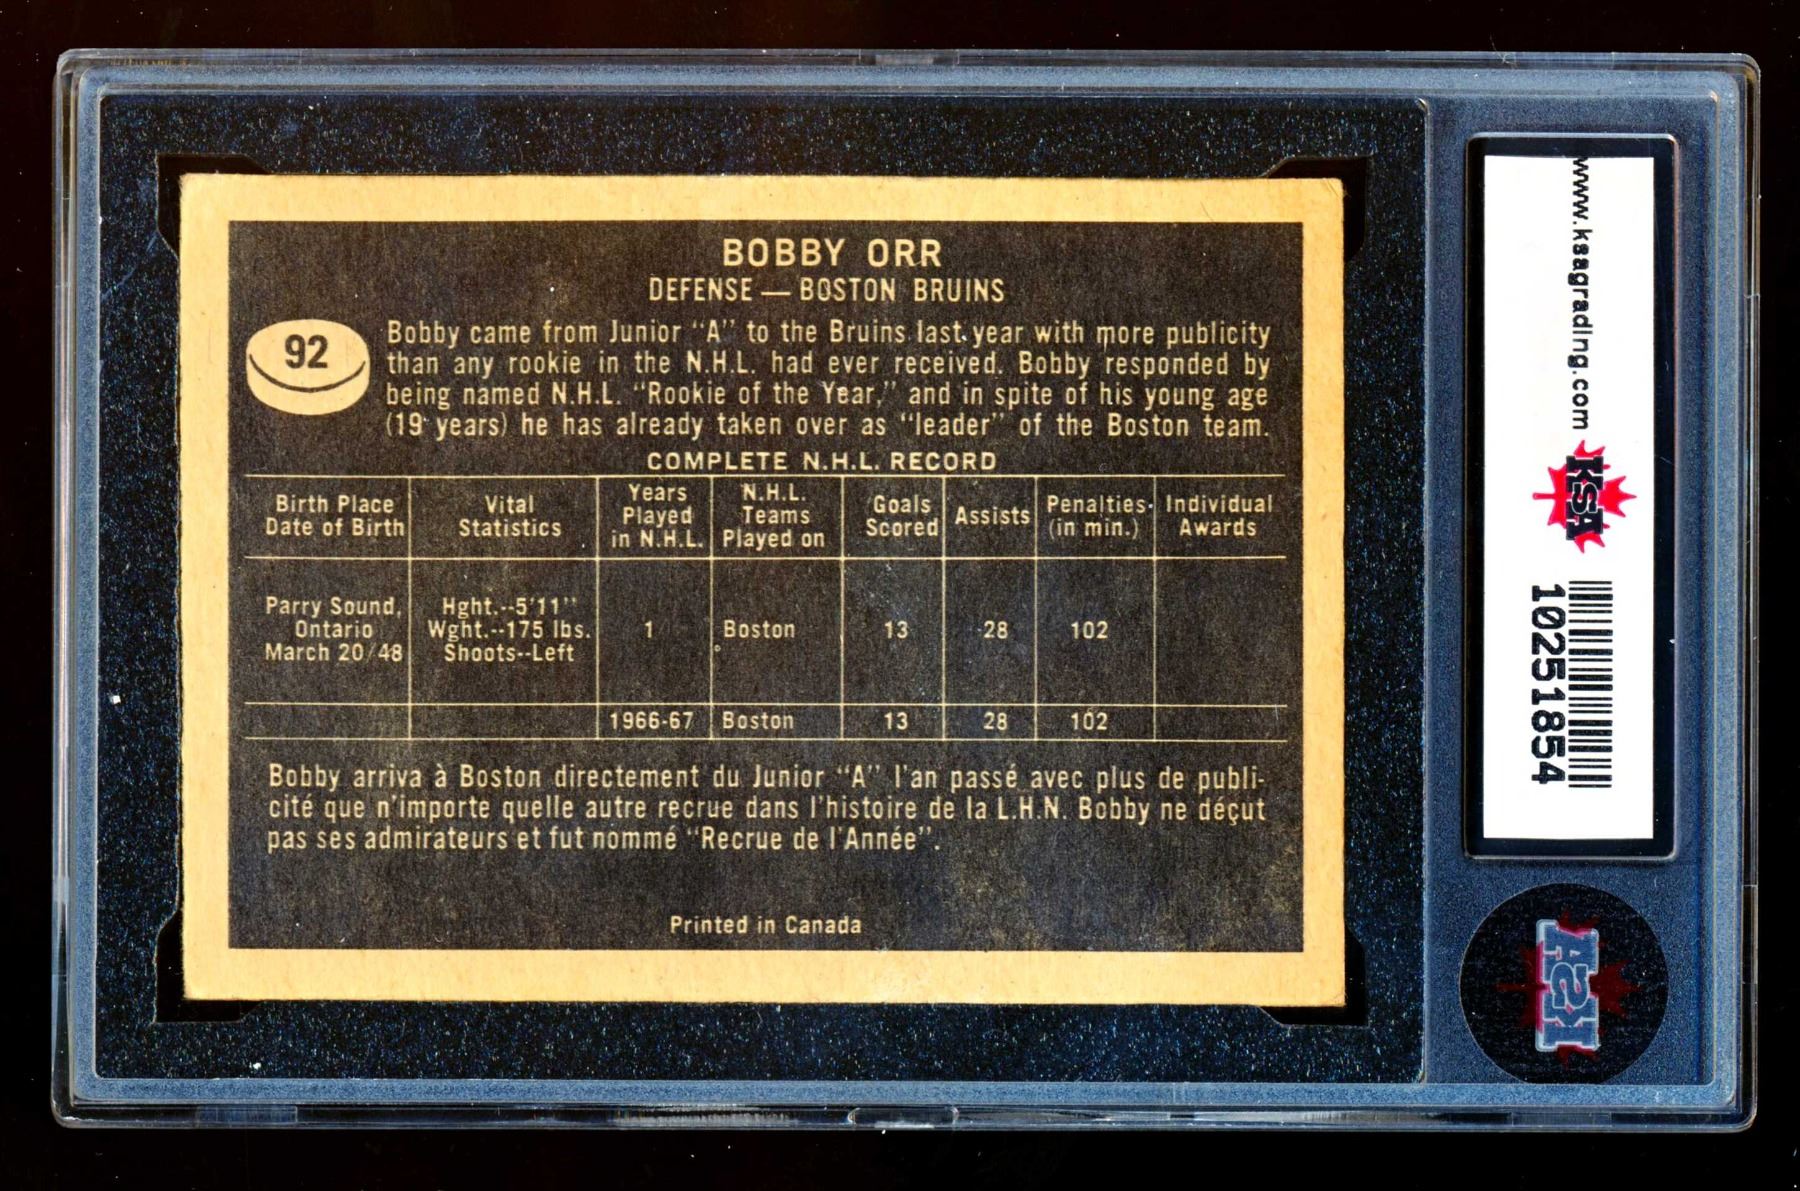 BOBBY ORR
DEFENSE — BOSTON BRUINS
92
Bobby came from Junior "A" to the Bruins last year with more publicity
than any rookie in the N.H.L. had ever received. Bobby responded by
being named N.H.L. "Rookie of the Year," and in spite of his young age
(19 years) he has already taken over as "leader" of the Boston team.
COMPLETE N.H.L. RECORD
Birth Place Date of Birth | Vital Statistics | Years Played in N.H.L. | N.H.L. Teams Played on | Goals Scored | Assists | Penalties (in min.) | Individual Awards
Parry Sound, Ontario March 20/48 | Hght.--5'11" Wght.--175 lbs. Shoots--Left | 1 | Boston | 13 | 28 | 102
1966-67 | Boston | 13 | 28 | 102
Bobby arriva à Boston directement du Junior "A" l'an passé avec plus de publi-
cité que n'importe quelle autre recrue dans l'histoire de la L.H.N. Bobby ne déçut
pas ses admirateurs et fut nommé "Recrue de l'Année".
Printed in Canada
www.ksagrading.com
KSA
10251854
KSA